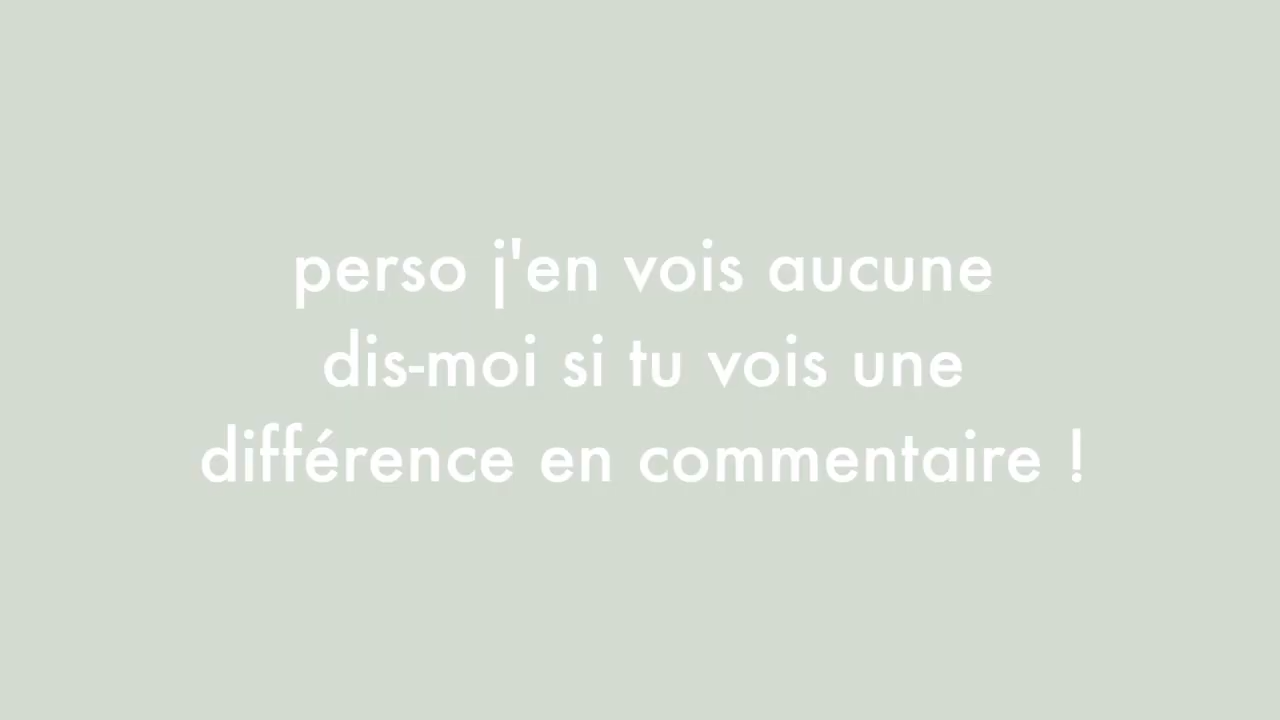 perso j'en vois aucune
dis-moi si tu vois une
différence en commentaire !